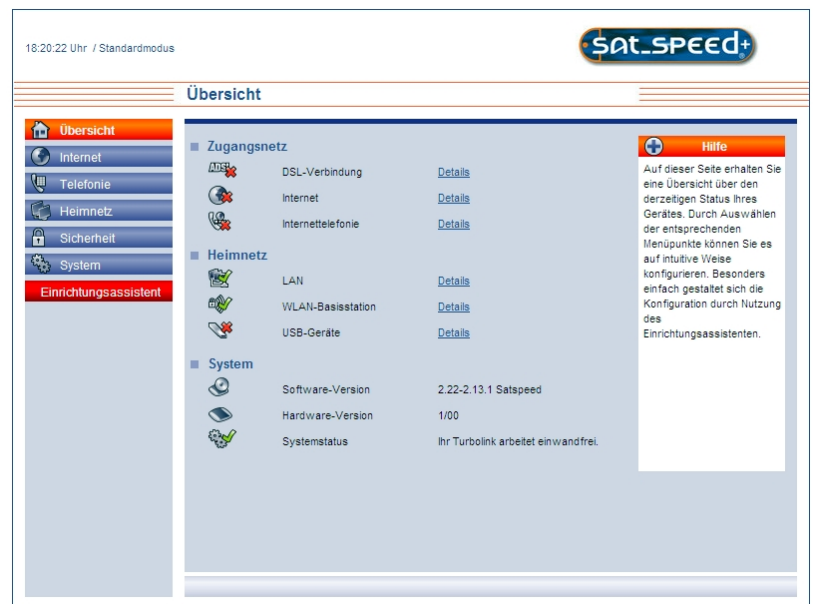 18:20:22 Uhr / Standardmodus
sat_speed+
Übersicht
Übersicht
Internet
Telefonie
Heimnetz
Sicherheit
System
Einrichtungsassistent
Zugangsnetz
ADSL
DSL-Verbindung Details
Internet Details
Internettelefonie Details
Heimnetz
LAN Details
WLAN-Basisstation Details
USB-Geräte Details
System
Software-Version 2.22-2.13.1 Satspeed
Hardware-Version 1/00
Systemstatus Ihr Turbolink arbeitet einwandfrei.
Hilfe
Auf dieser Seite erhalten Sie
eine Übersicht über den
derzeitigen Status Ihres
Gerätes. Durch Auswählen
der entsprechenden
Menüpunkte können Sie es
auf intuitive Weise
konfigurieren. Besonders
einfach gestaltet sich die
Konfiguration durch Nutzung
des
Einrichtungsassistenten.